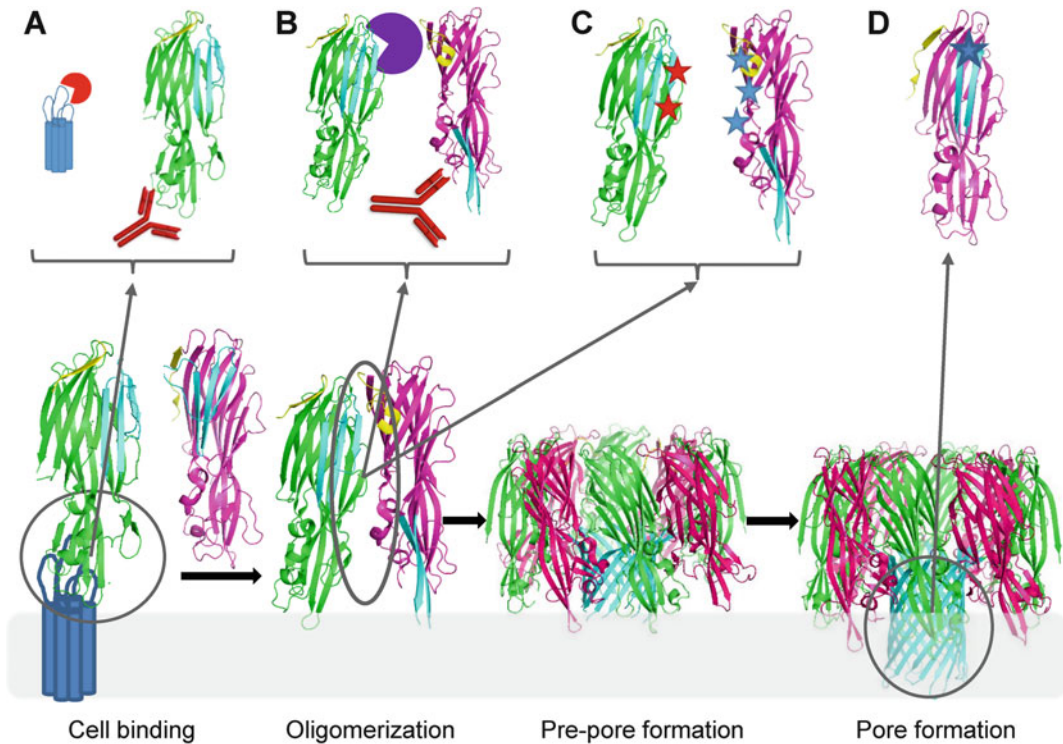 A
B
C
D
Cell binding
Oligomerization
Pre-pore formation
Pore formation